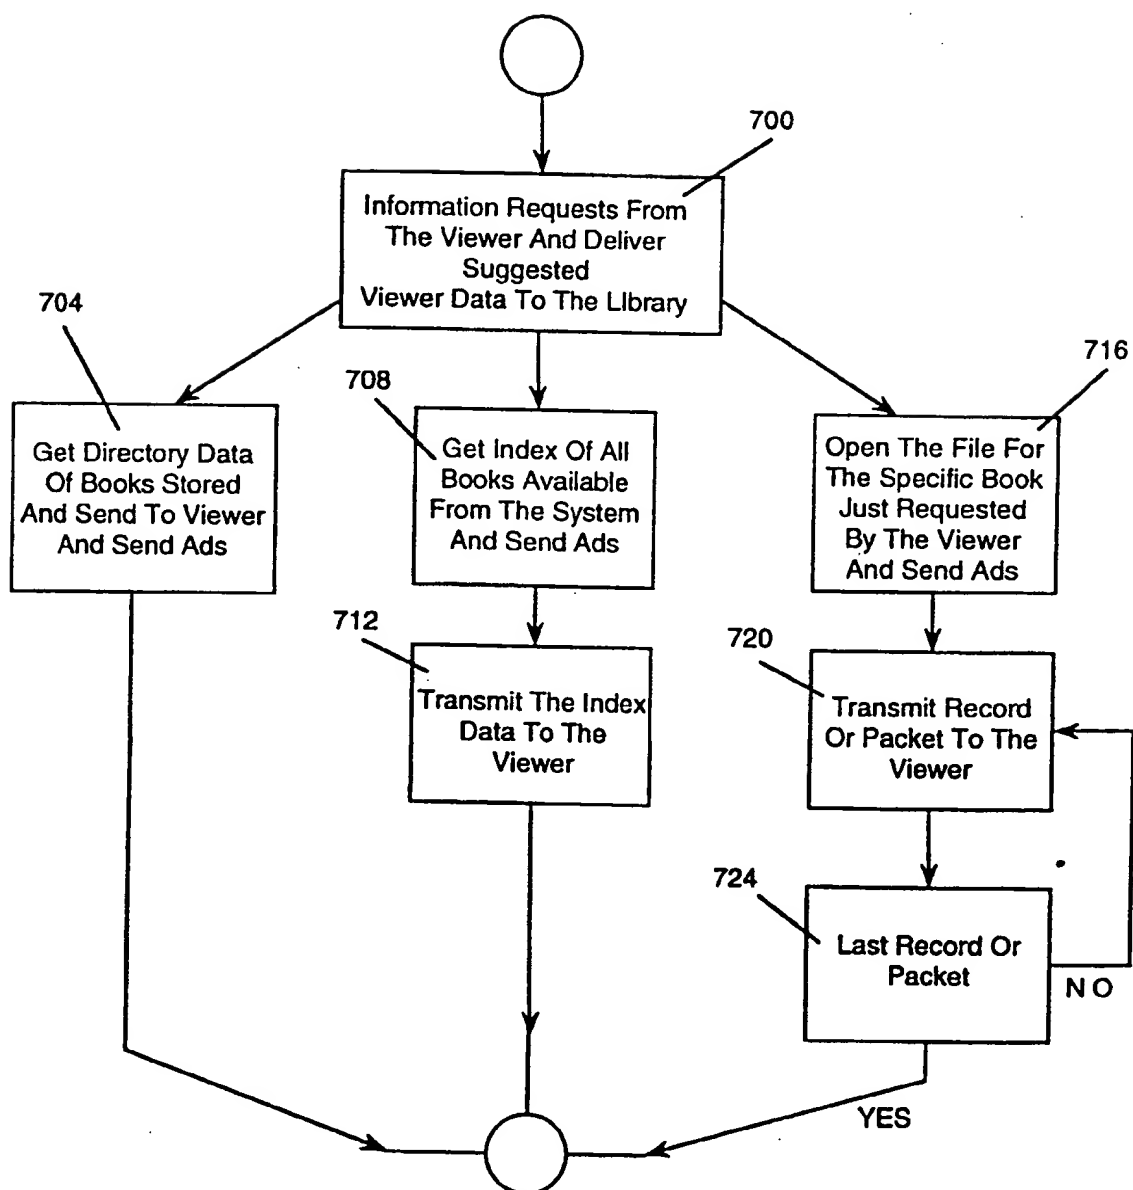 700
Information Requests From
The Viewer And Deliver
Suggested
Viewer Data To The Library
704
Get Directory Data
Of Books Stored
And Send To Viewer
And Send Ads
708
Get Index Of All
Books Available
From The System
And Send Ads
716
Open The File For
The Specific Book
Just Requested
By The Viewer
And Send Ads
712
Transmit The Index
Data To The
Viewer
720
Transmit Record
Or Packet To The
Viewer
724
Last Record Or
Packet
NO
YES